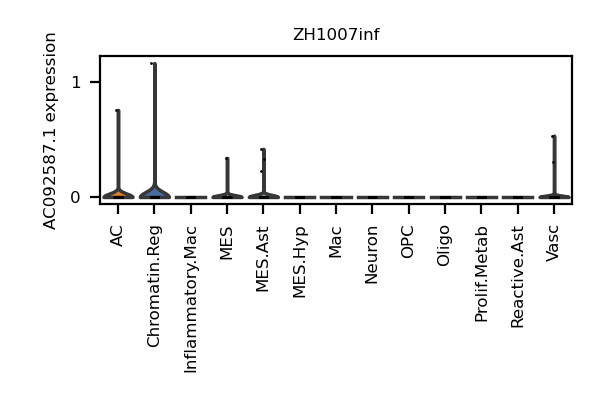 ZH1007inf
AC092587.1 expression
1
0
AC
Chromatin.Reg
Inflammatory.Mac
MES
MES.Ast
MES.Hyp
Mac
Neuron
OPC
Oligo
Prolif.Metab
Reactive.Ast
Vasc